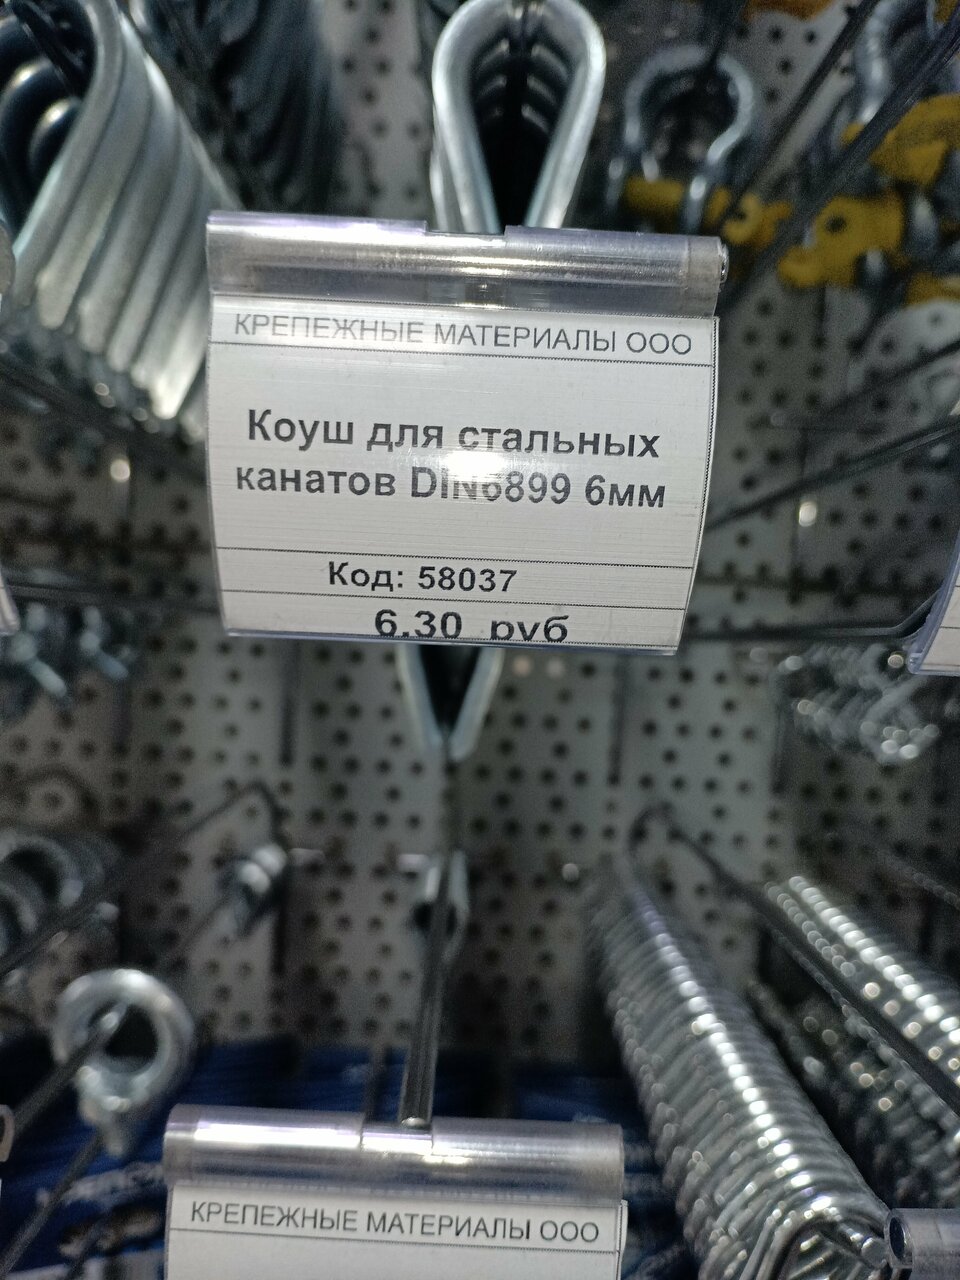 КРЕПЕЖНЫЕ МАТЕРИАЛЫ ООО
Коуш для стальных
канатов DIN6899 6мм
Код: 58037
6.30 руб
КРЕПЕЖНЫЕ МАТЕРИАЛЫ ООО